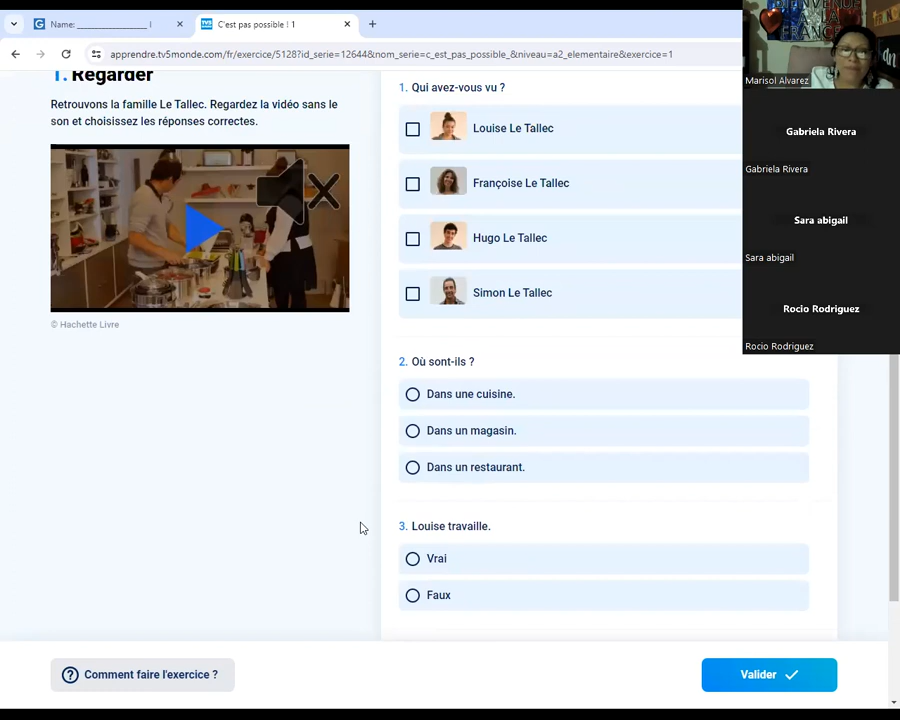 Name: _______________ l
C'est pas possible ! 1
apprendre.tv5monde.com/fr/exercice/5128?id_serie=12644&nom_serie=c_est_pas_possible_&niveau=a2_elementaire&exercice=1
1. Regarder
Retrouvons la famille Le Tallec. Regardez la vidéo sans le
son et choisissez les réponses correctes.
© Hachette Livre
1. Qui avez-vous vu ?
Louise Le Tallec
Françoise Le Tallec
Hugo Le Tallec
Simon Le Tallec
2. Où sont-ils ?
Dans une cuisine.
Dans un magasin.
Dans un restaurant.
3. Louise travaille.
Vrai
Faux
Comment faire l'exercice ?
Valider
BIENVENUE
À LA
FRANCE
Marisol Alvarez
Gabriela Rivera
Gabriela Rivera
Sara abigail
Sara abigail
Rocio Rodriguez
Rocio Rodriguez